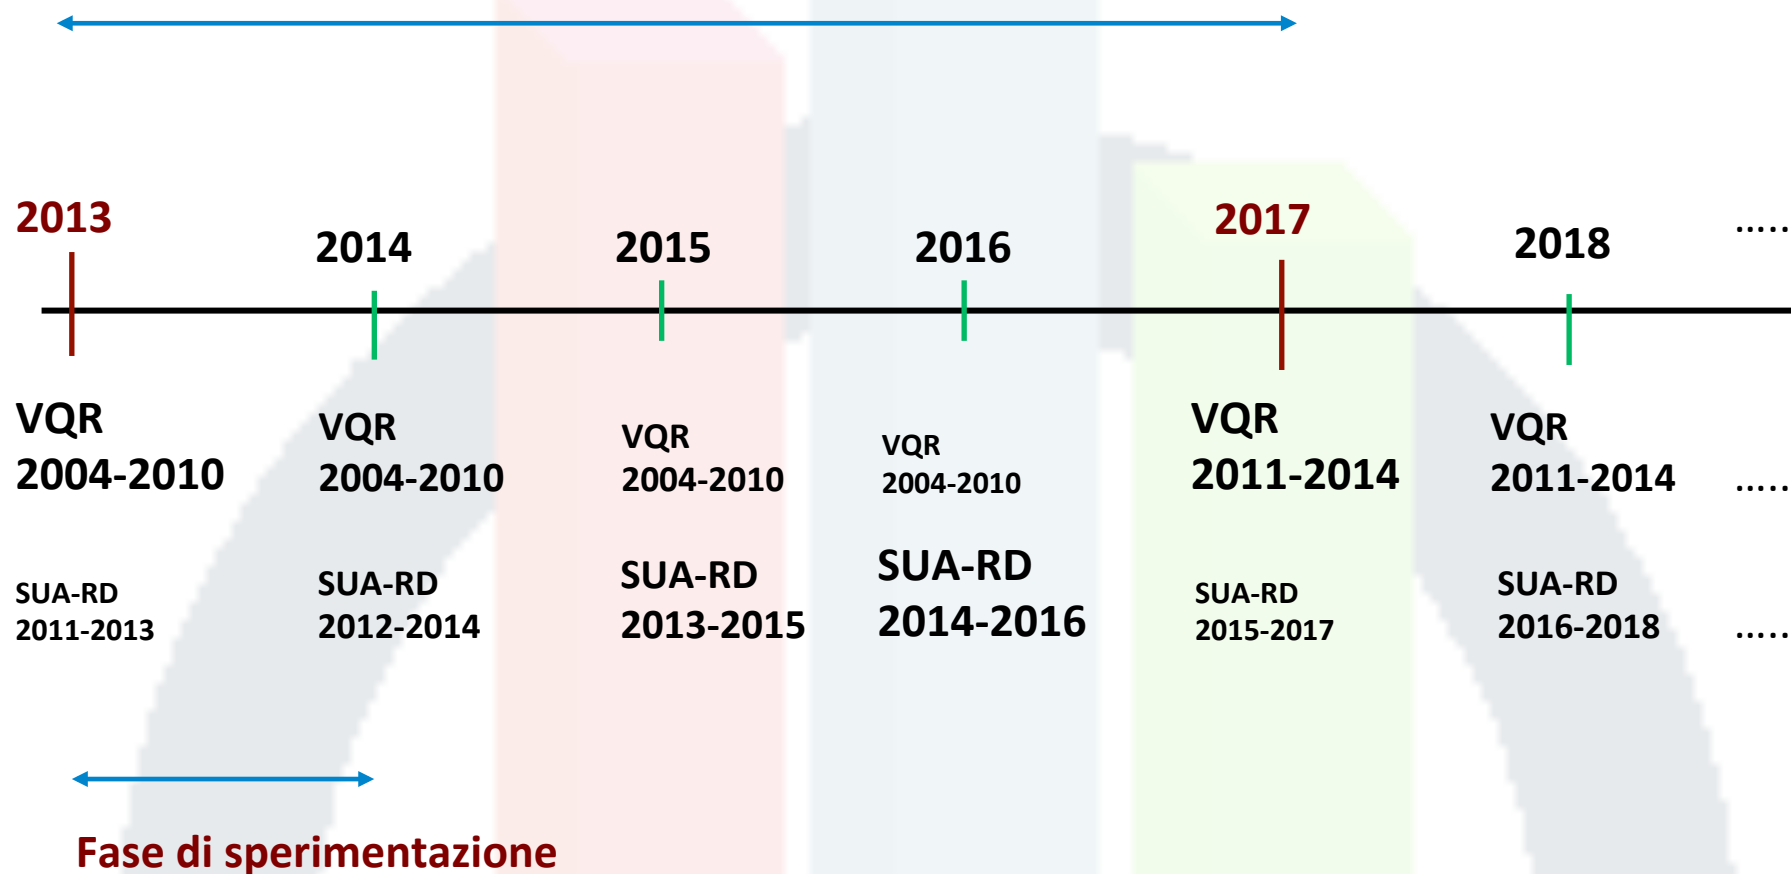 2013
2014
2015
2016
2017
2018
.....
VQR
2004-2010
VQR
2004-2010
VQR
2004-2010
VQR
2004-2010
VQR
2011-2014
VQR
2011-2014
.....
SUA-RD
2011-2013
SUA-RD
2012-2014
SUA-RD
2013-2015
SUA-RD
2014-2016
SUA-RD
2015-2017
SUA-RD
2016-2018
.....
Fase di sperimentazione